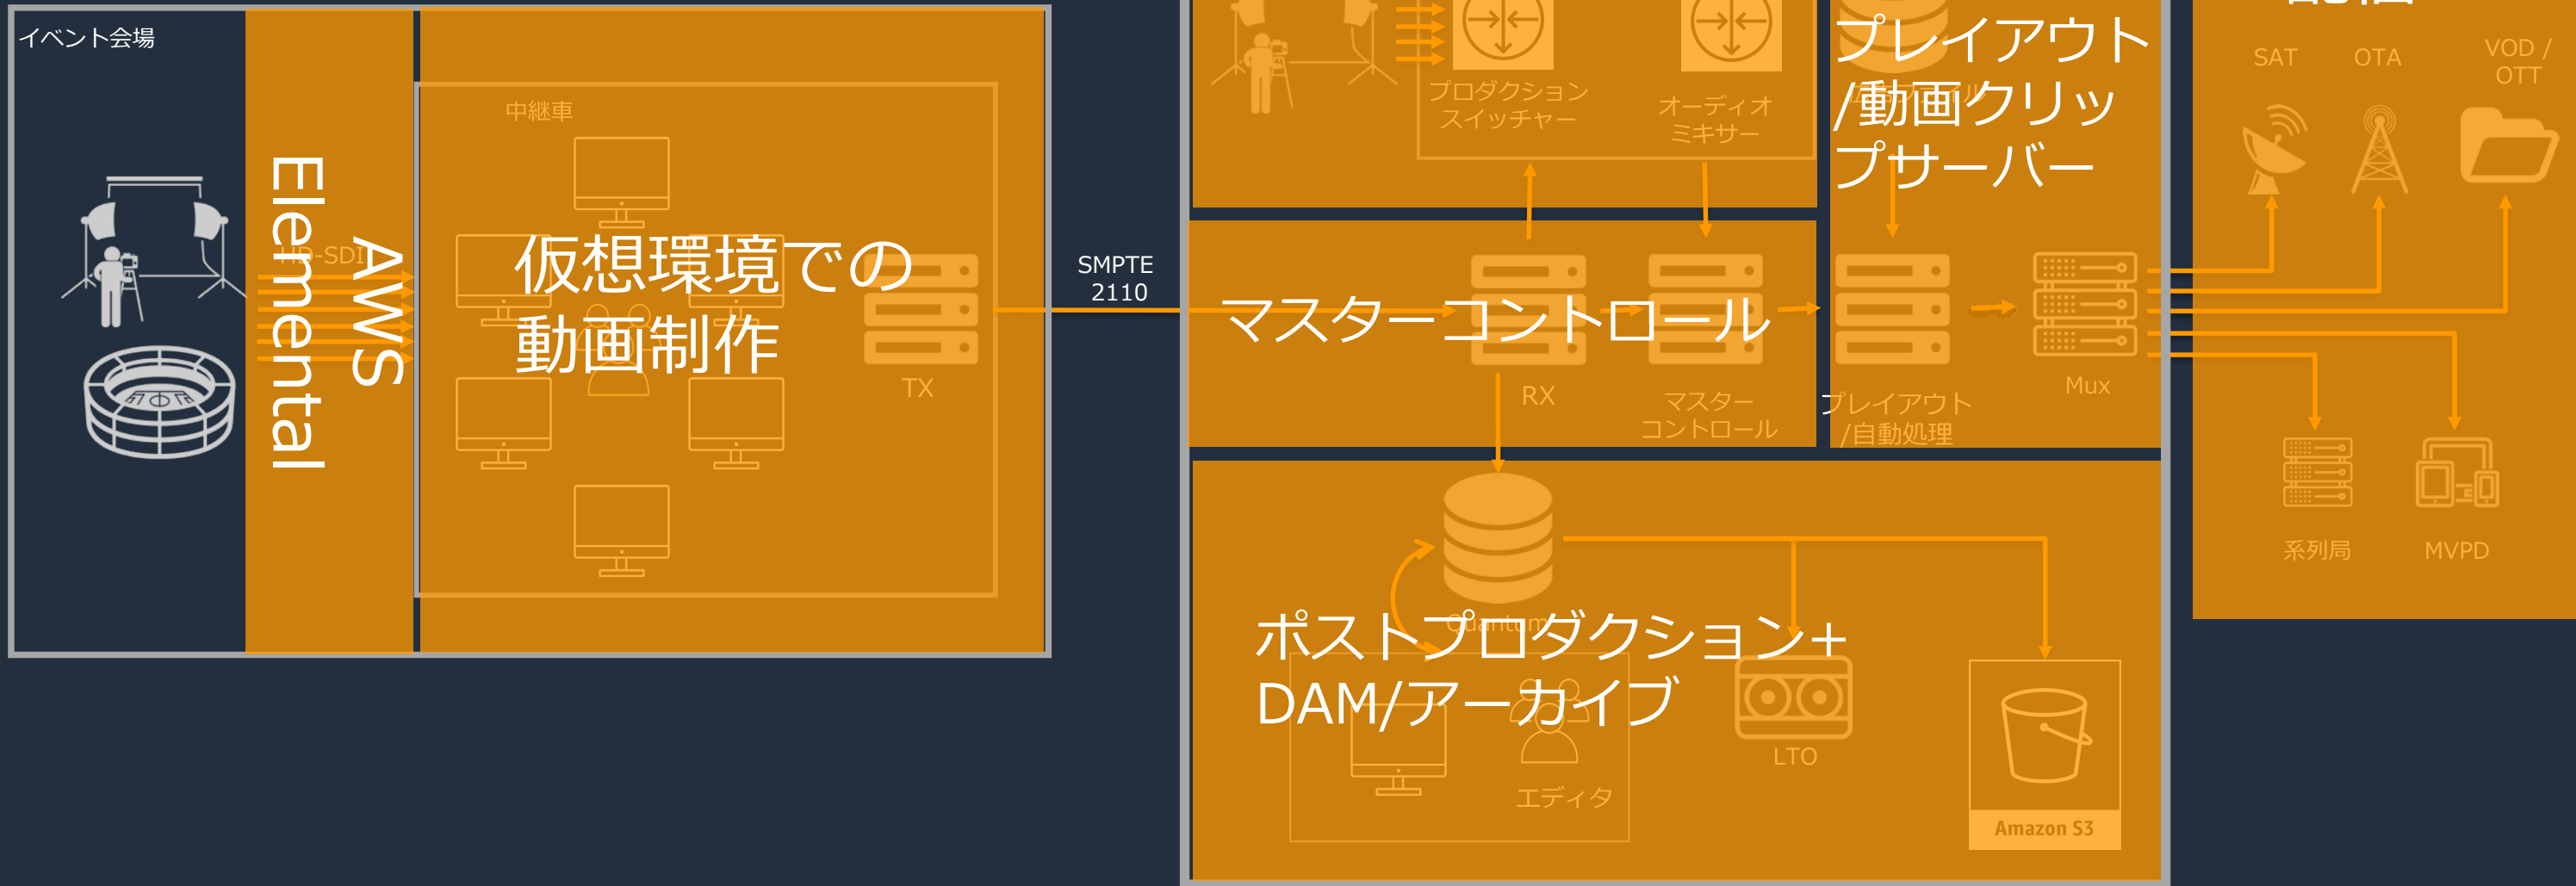 イベント会場
中継車
HD-SDI
AWS
Elemental
仮想環境での
動画制作
TX
SMPTE
2110
プロダクション
スイッチャー
オーディオ
ミキサー
プレイアウト
/動画クリッ
プサーバー
マスターコントロール
RX
マスター
コントロール
プレイアウト
/自動処理
Mux
Quantum
ポストプロダクション+
DAM/アーカイブ
エディタ
LTO
Amazon S3
SAT
OTA
VOD /
OTT
系列局
MVPD